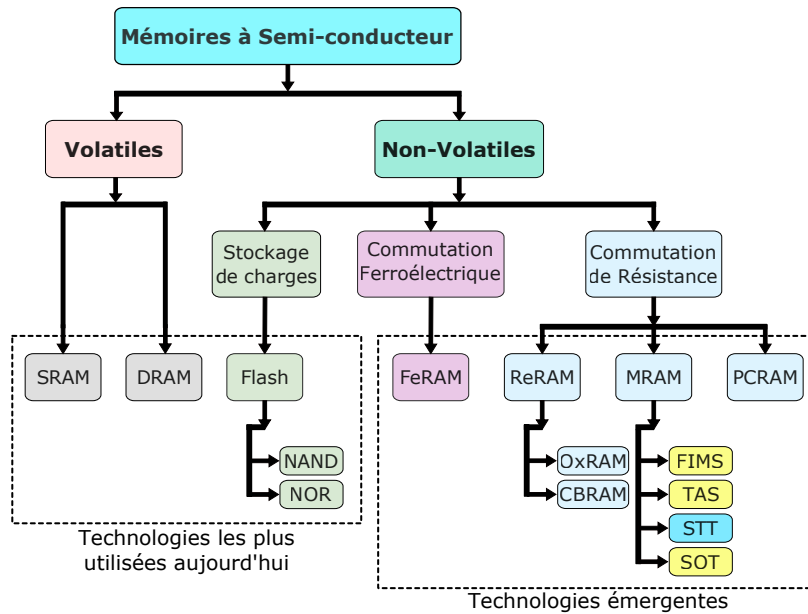 Mémoires à Semi-conducteur
Volatiles
Non-Volatiles
Stockage
de charges
Commutation
Ferroélectrique
Commutation
de Résistance
SRAM
DRAM
Flash
FeRAM
ReRAM
MRAM
PCRAM
NAND
NOR
OxRAM
CBRAM
FIMS
TAS
STT
SOT
Technologies les plus
utilisées aujourd'hui
Technologies émergentes